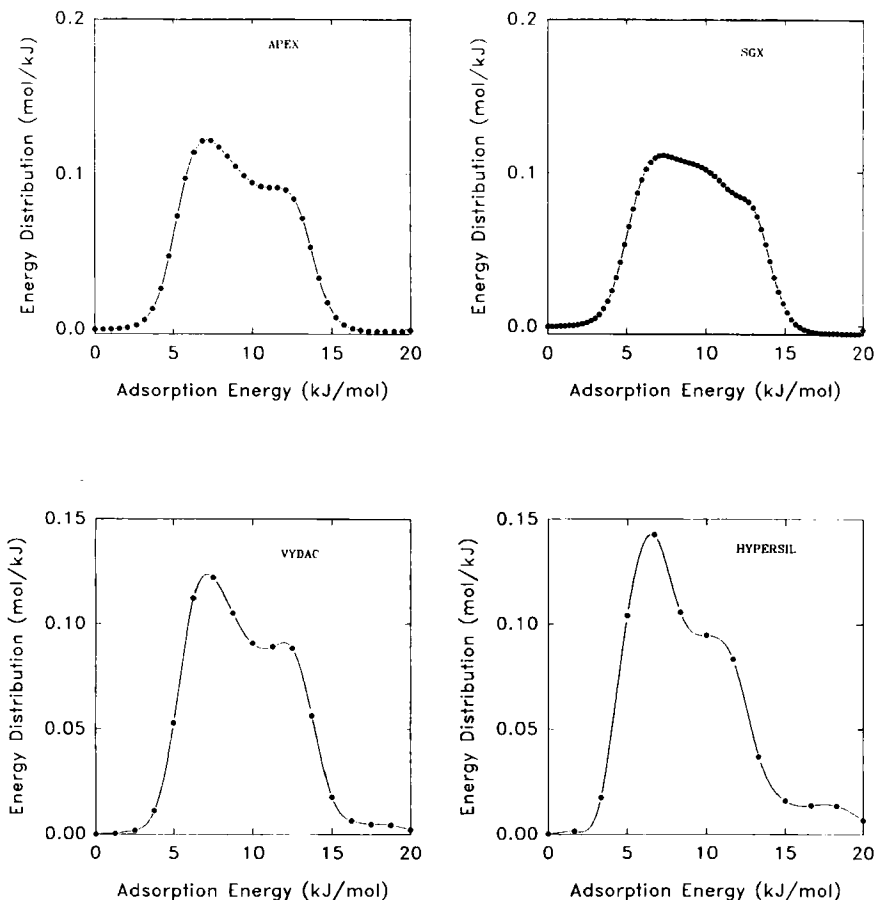 APEX
0.2
0.1
0.0
Energy Distribution (mol/kJ)
0 5 10 15 20
Adsorption Energy (kJ/mol)
SGX
0.2
0.1
0.0
Energy Distribution (mol/kJ)
0 5 10 15 20
Adsorption Energy (kJ/mol)
VYDAC
0.15
0.10
0.05
0.00
Energy Distribution (mol/kJ)
0 5 10 15 20
Adsorption Energy (kJ/mol)
HYPERSIL
0.15
0.10
0.05
0.00
Energy Distribution (mol/kJ)
0 5 10 15 20
Adsorption Energy (kJ/mol)